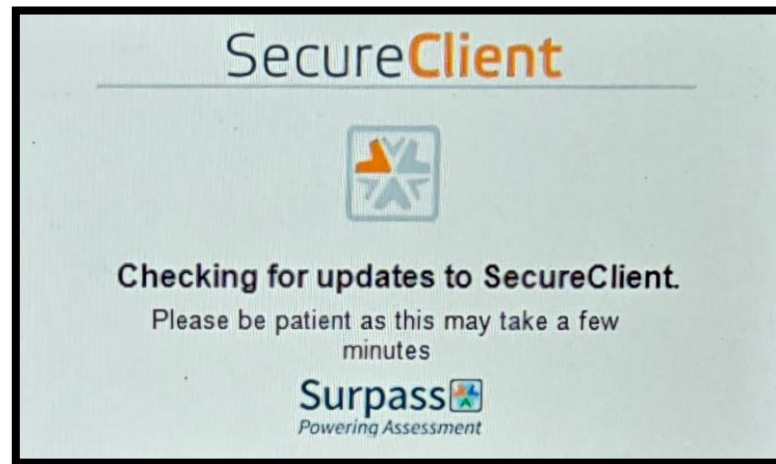 SecureClient
Checking for updates to SecureClient.
Please be patient as this may take a few
minutes
Surpass
Powering Assessment